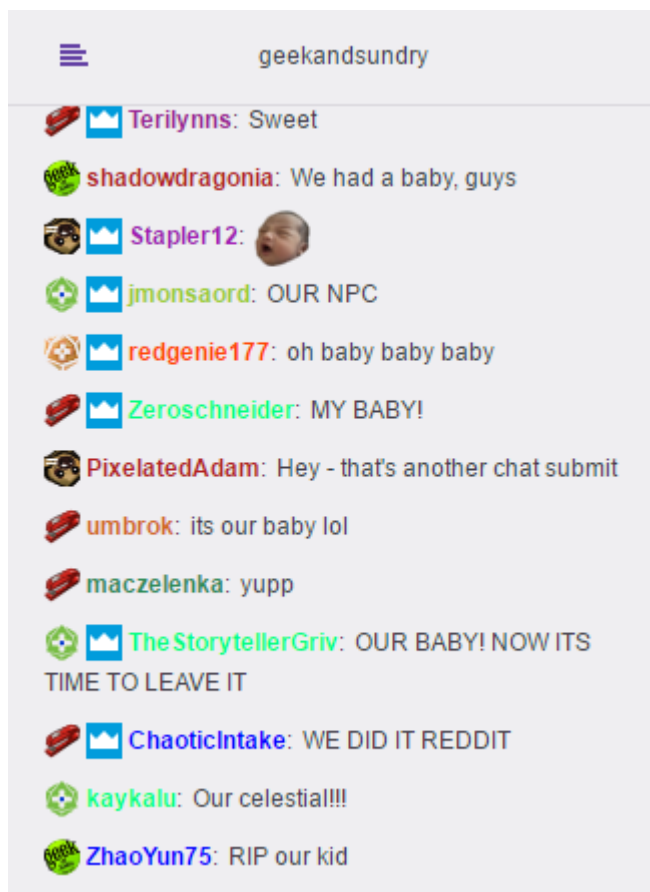 geekandsundry
Terilynns: Sweet
geek shadowdragonia: We had a baby, guys
Stapler12:
jmonsaord: OUR NPC
redgenie177: oh baby baby baby
Zeroschneider: MY BABY!
PixelatedAdam: Hey - that's another chat submit
umbrok: its our baby lol
maczelenka: yupp
TheStorytellerGriv: OUR BABY! NOW ITS
TIME TO LEAVE IT
ChaoticIntake: WE DID IT REDDIT
kaykalu: Our celestial!!!
geek ZhaoYun75: RIP our kid